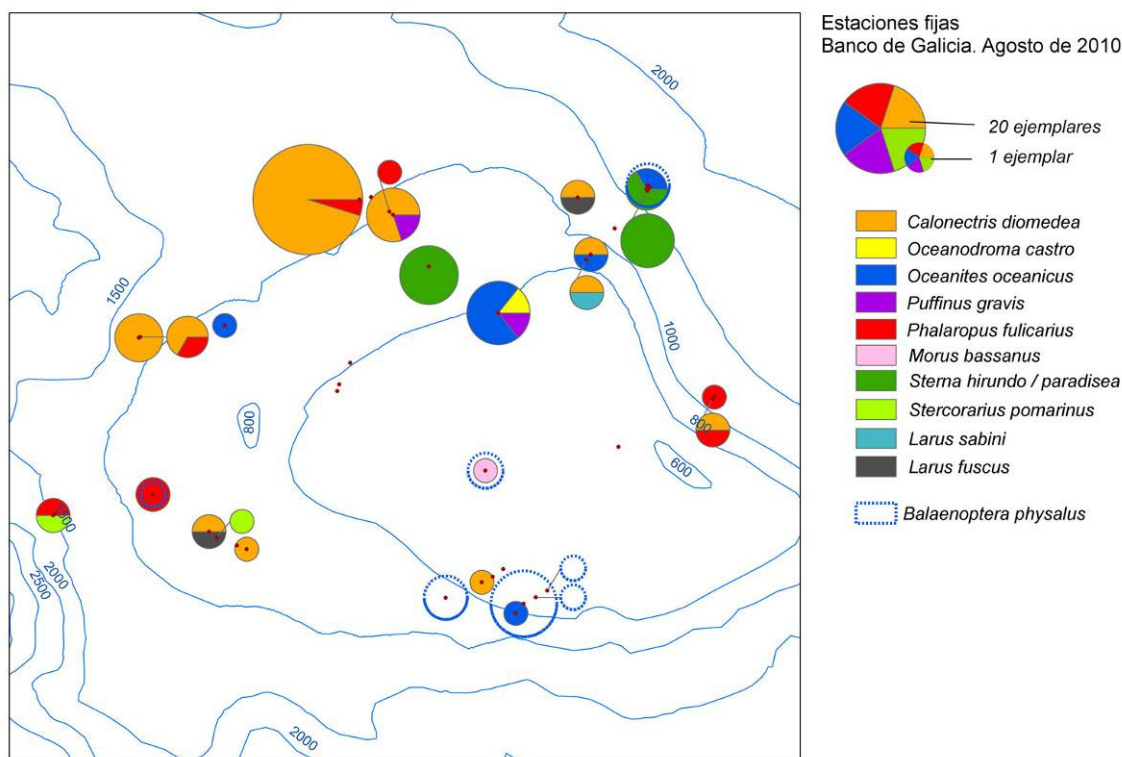 Estaciones fijas
Banco de Galicia. Agosto de 2010
20 ejemplares
1 ejemplar
Calonectris diomedea
Oceanodroma castro
Oceanites oceanicus
Puffinus gravis
Phalaropus fulicarius
Morus bassanus
Sterna hirundo / paradisea
Stercorarius pomarinus
Larus sabini
Larus fuscus
Balaenoptera physalus
2000
1500
1000
800
800
600
2000
2500
2000